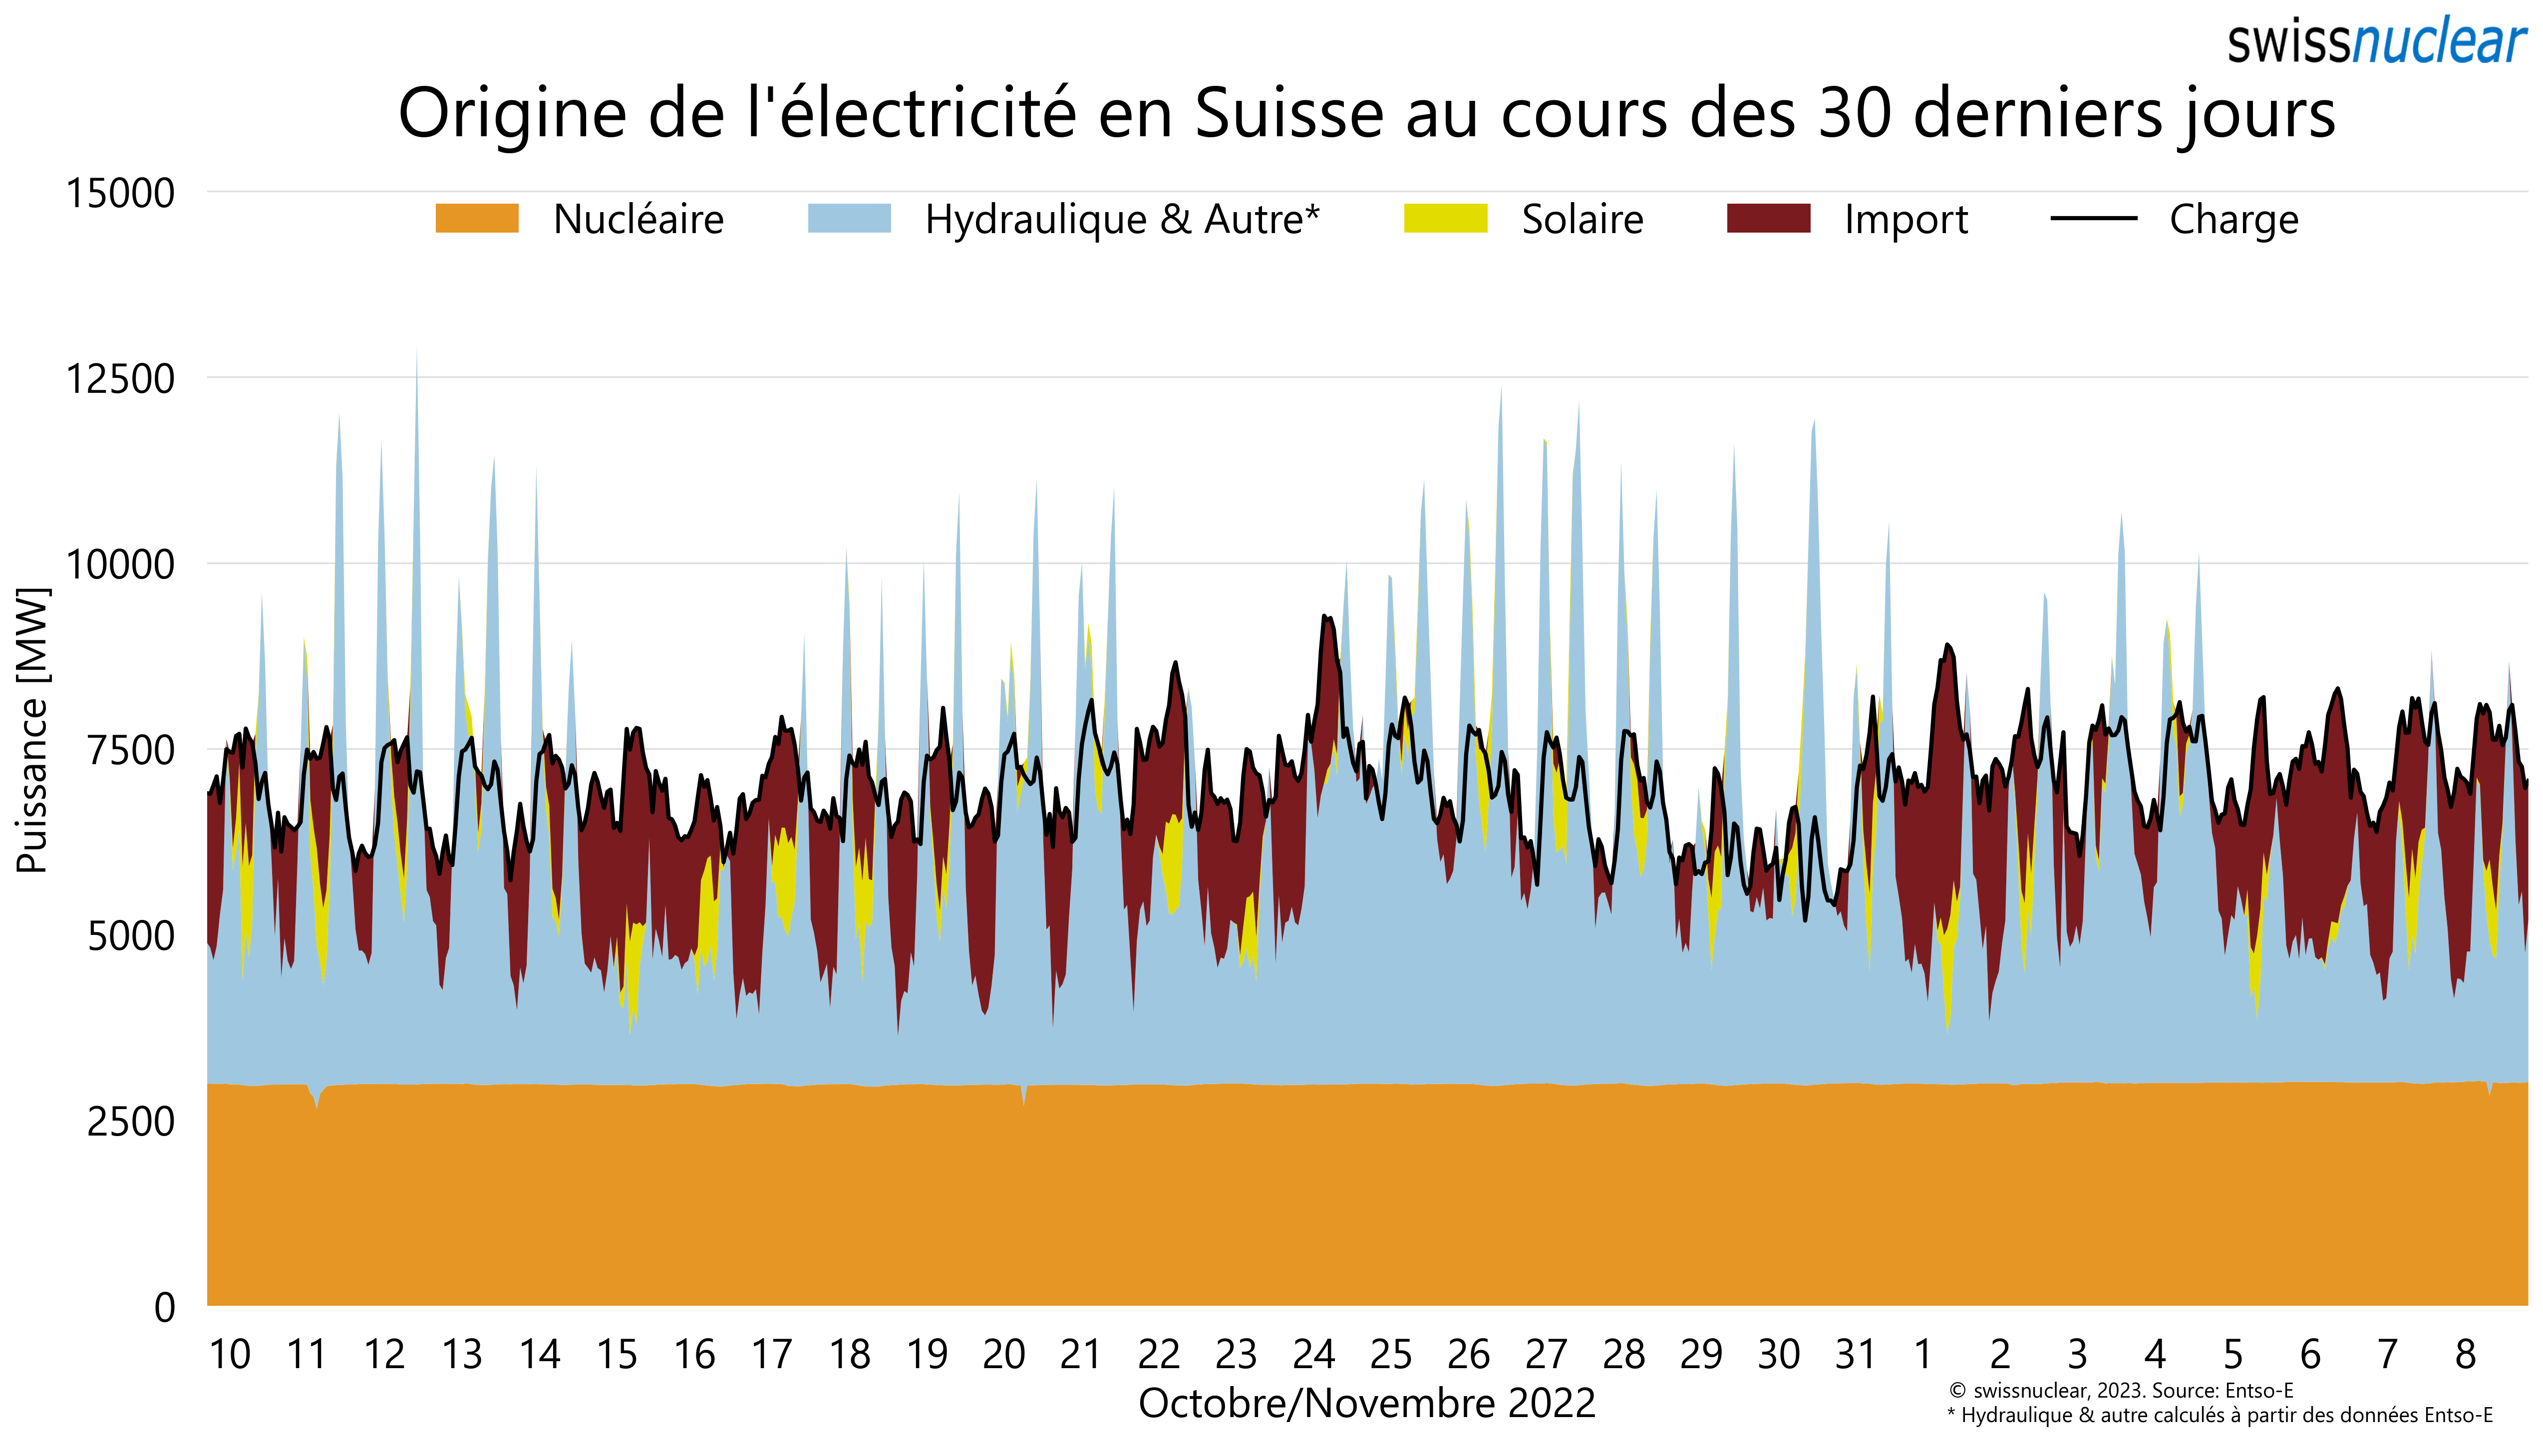 swissnuclear
Origine de l'électricité en Suisse au cours des 30 derniers jours
15000
Nucléaire Hydraulique & Autre* Solaire Import Charge
12500
10000
7500
5000
2500
0
Puissance [MW]
10 11 12 13 14 15 16 17 18 19 20 21 22 23 24 25 26 27 28 29 30 31 1 2 3 4 5 6 7 8
Octobre/Novembre 2022
© swissnuclear, 2023. Source: Entso-E
* Hydraulique & autre calculés à partir des données Entso-E